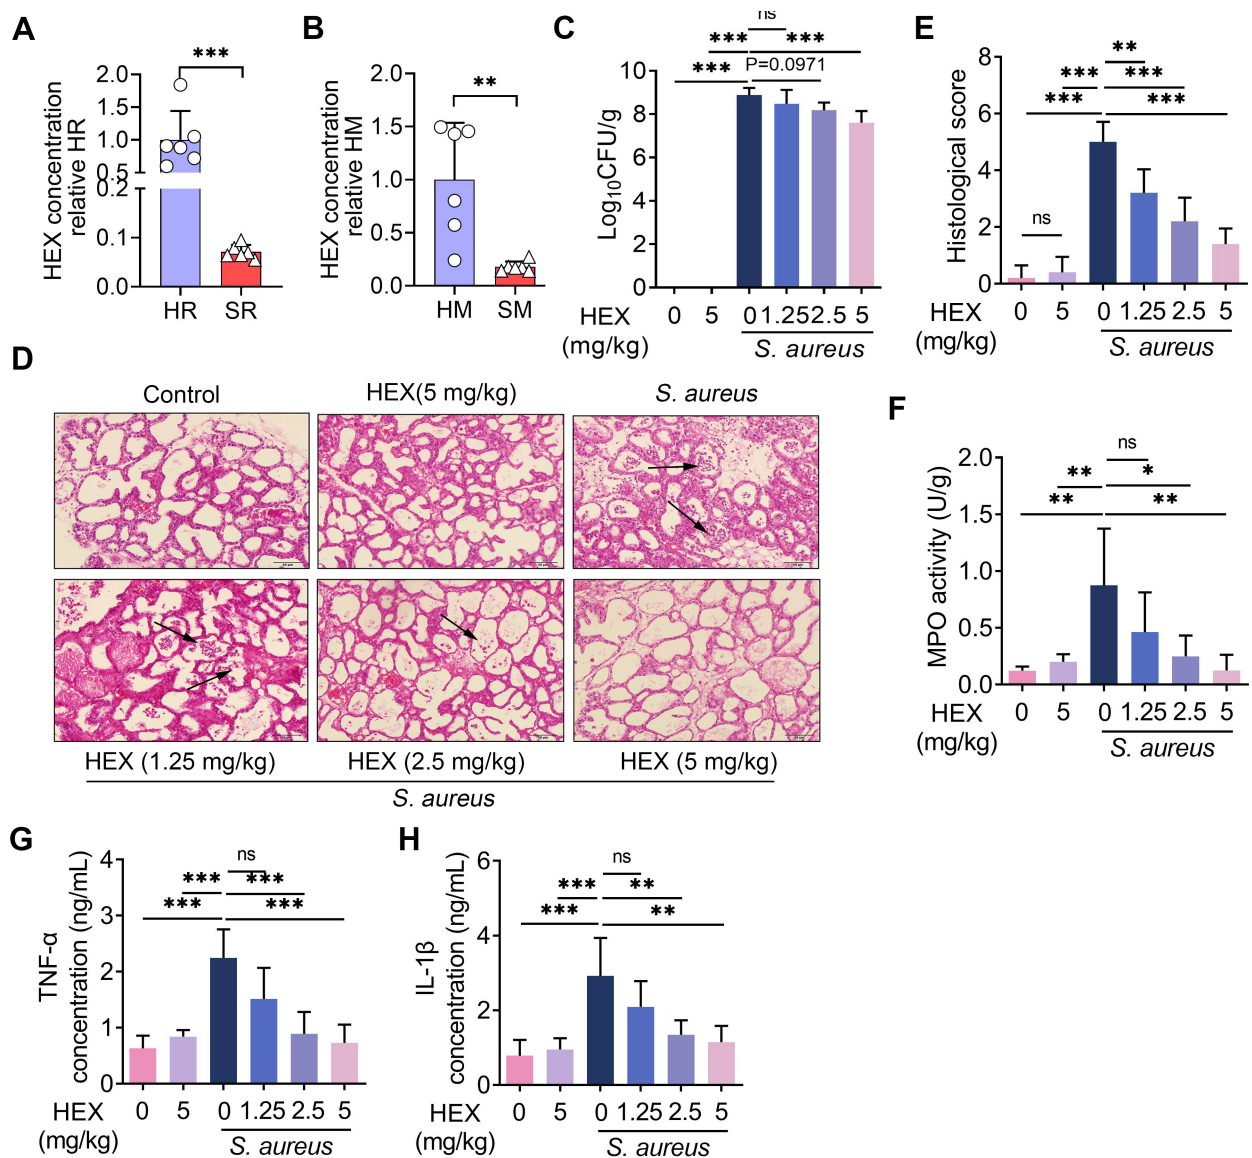 A
HEX concentration
relative HR
2.0
1.5
1.0
0.5
0.2
0.1
0.0
***
HR
SR
B
HEX concentration
relative HM
2.0
1.5
1.0
0.5
0.0
**
HM
SM
C
Log10CFU/g
10
8
6
4
2
0
ns
***
***
***
P=0.0971
HEX
(mg/kg)
0
5
0
1.25
2.5
5
S. aureus
E
Histological score
8
6
4
2
0
**
***
***
***
***
ns
HEX
(mg/kg)
0
5
0
1.25
2.5
5
S. aureus
D
Control
HEX(5 mg/kg)
S. aureus
HEX (1.25 mg/kg)
HEX (2.5 mg/kg)
HEX (5 mg/kg)
S. aureus
F
MPO activity (U/g)
2.0
1.5
1.0
0.5
0.0
ns
**
*
**
**
HEX
(mg/kg)
0
5
0
1.25
2.5
5
S. aureus
G
TNF-α
concentration (ng/mL)
4
3
2
1
0
ns
***
***
***
***
HEX
(mg/kg)
0
5
0
1.25
2.5
5
S. aureus
H
IL-1β
concentration (ng/mL)
6
4
2
0
ns
***
**
***
**
HEX
(mg/kg)
0
5
0
1.25
2.5
5
S. aureus